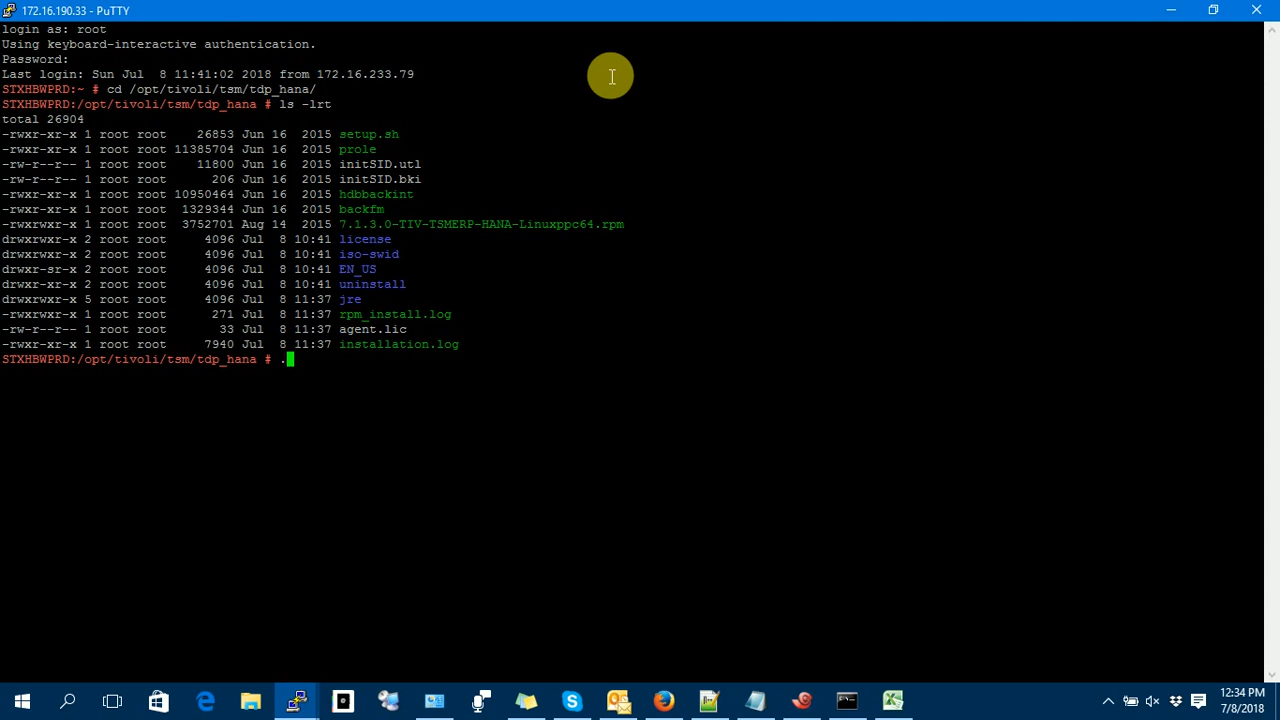 172.16.190.33 - PuTTY
login as: root
Using keyboard-interactive authentication.
Password:
Last login: Sun Jul  8 11:41:02 2018 from 172.16.233.79
STXHBWPRD:~ # cd /opt/tivoli/tsm/tdp_hana/
STXHBWPRD:/opt/tivoli/tsm/tdp_hana # ls -lrt
total 26904
-rwxr-xr-x 1 root root    26853 Jun 16  2015 setup.sh
-rwxr-xr-x 1 root root 11385704 Jun 16  2015 prole
-rw-r--r-- 1 root root    11800 Jun 16  2015 initSID.utl
-rw-r--r-- 1 root root      206 Jun 16  2015 initSID.bki
-rwxr-xr-x 1 root root 10950464 Jun 16  2015 hdbbackint
-rwxr-xr-x 1 root root  1329344 Jun 16  2015 backfm
-rwxrwxr-x 1 root root  3752701 Aug 14  2015 7.1.3.0-TIV-TSMERP-HANA-Linuxppc64.rpm
drwxrwxr-x 2 root root     4096 Jul  8 10:41 license
drwxrwxr-x 2 root root     4096 Jul  8 10:41 iso-swid
drwxr-sr-x 2 root root     4096 Jul  8 10:41 EN_US
drwxr-xr-x 2 root root     4096 Jul  8 10:41 uninstall
drwxrwxr-x 5 root root     4096 Jul  8 11:37 jre
-rwxrwxr-x 1 root root      271 Jul  8 11:37 rpm_install.log
-rw-r--r-- 1 root root       33 Jul  8 11:37 agent.lic
-rwxr-xr-x 1 root root     7940 Jul  8 11:37 installation.log
STXHBWPRD:/opt/tivoli/tsm/tdp_hana # .
12:34 PM
7/8/2018